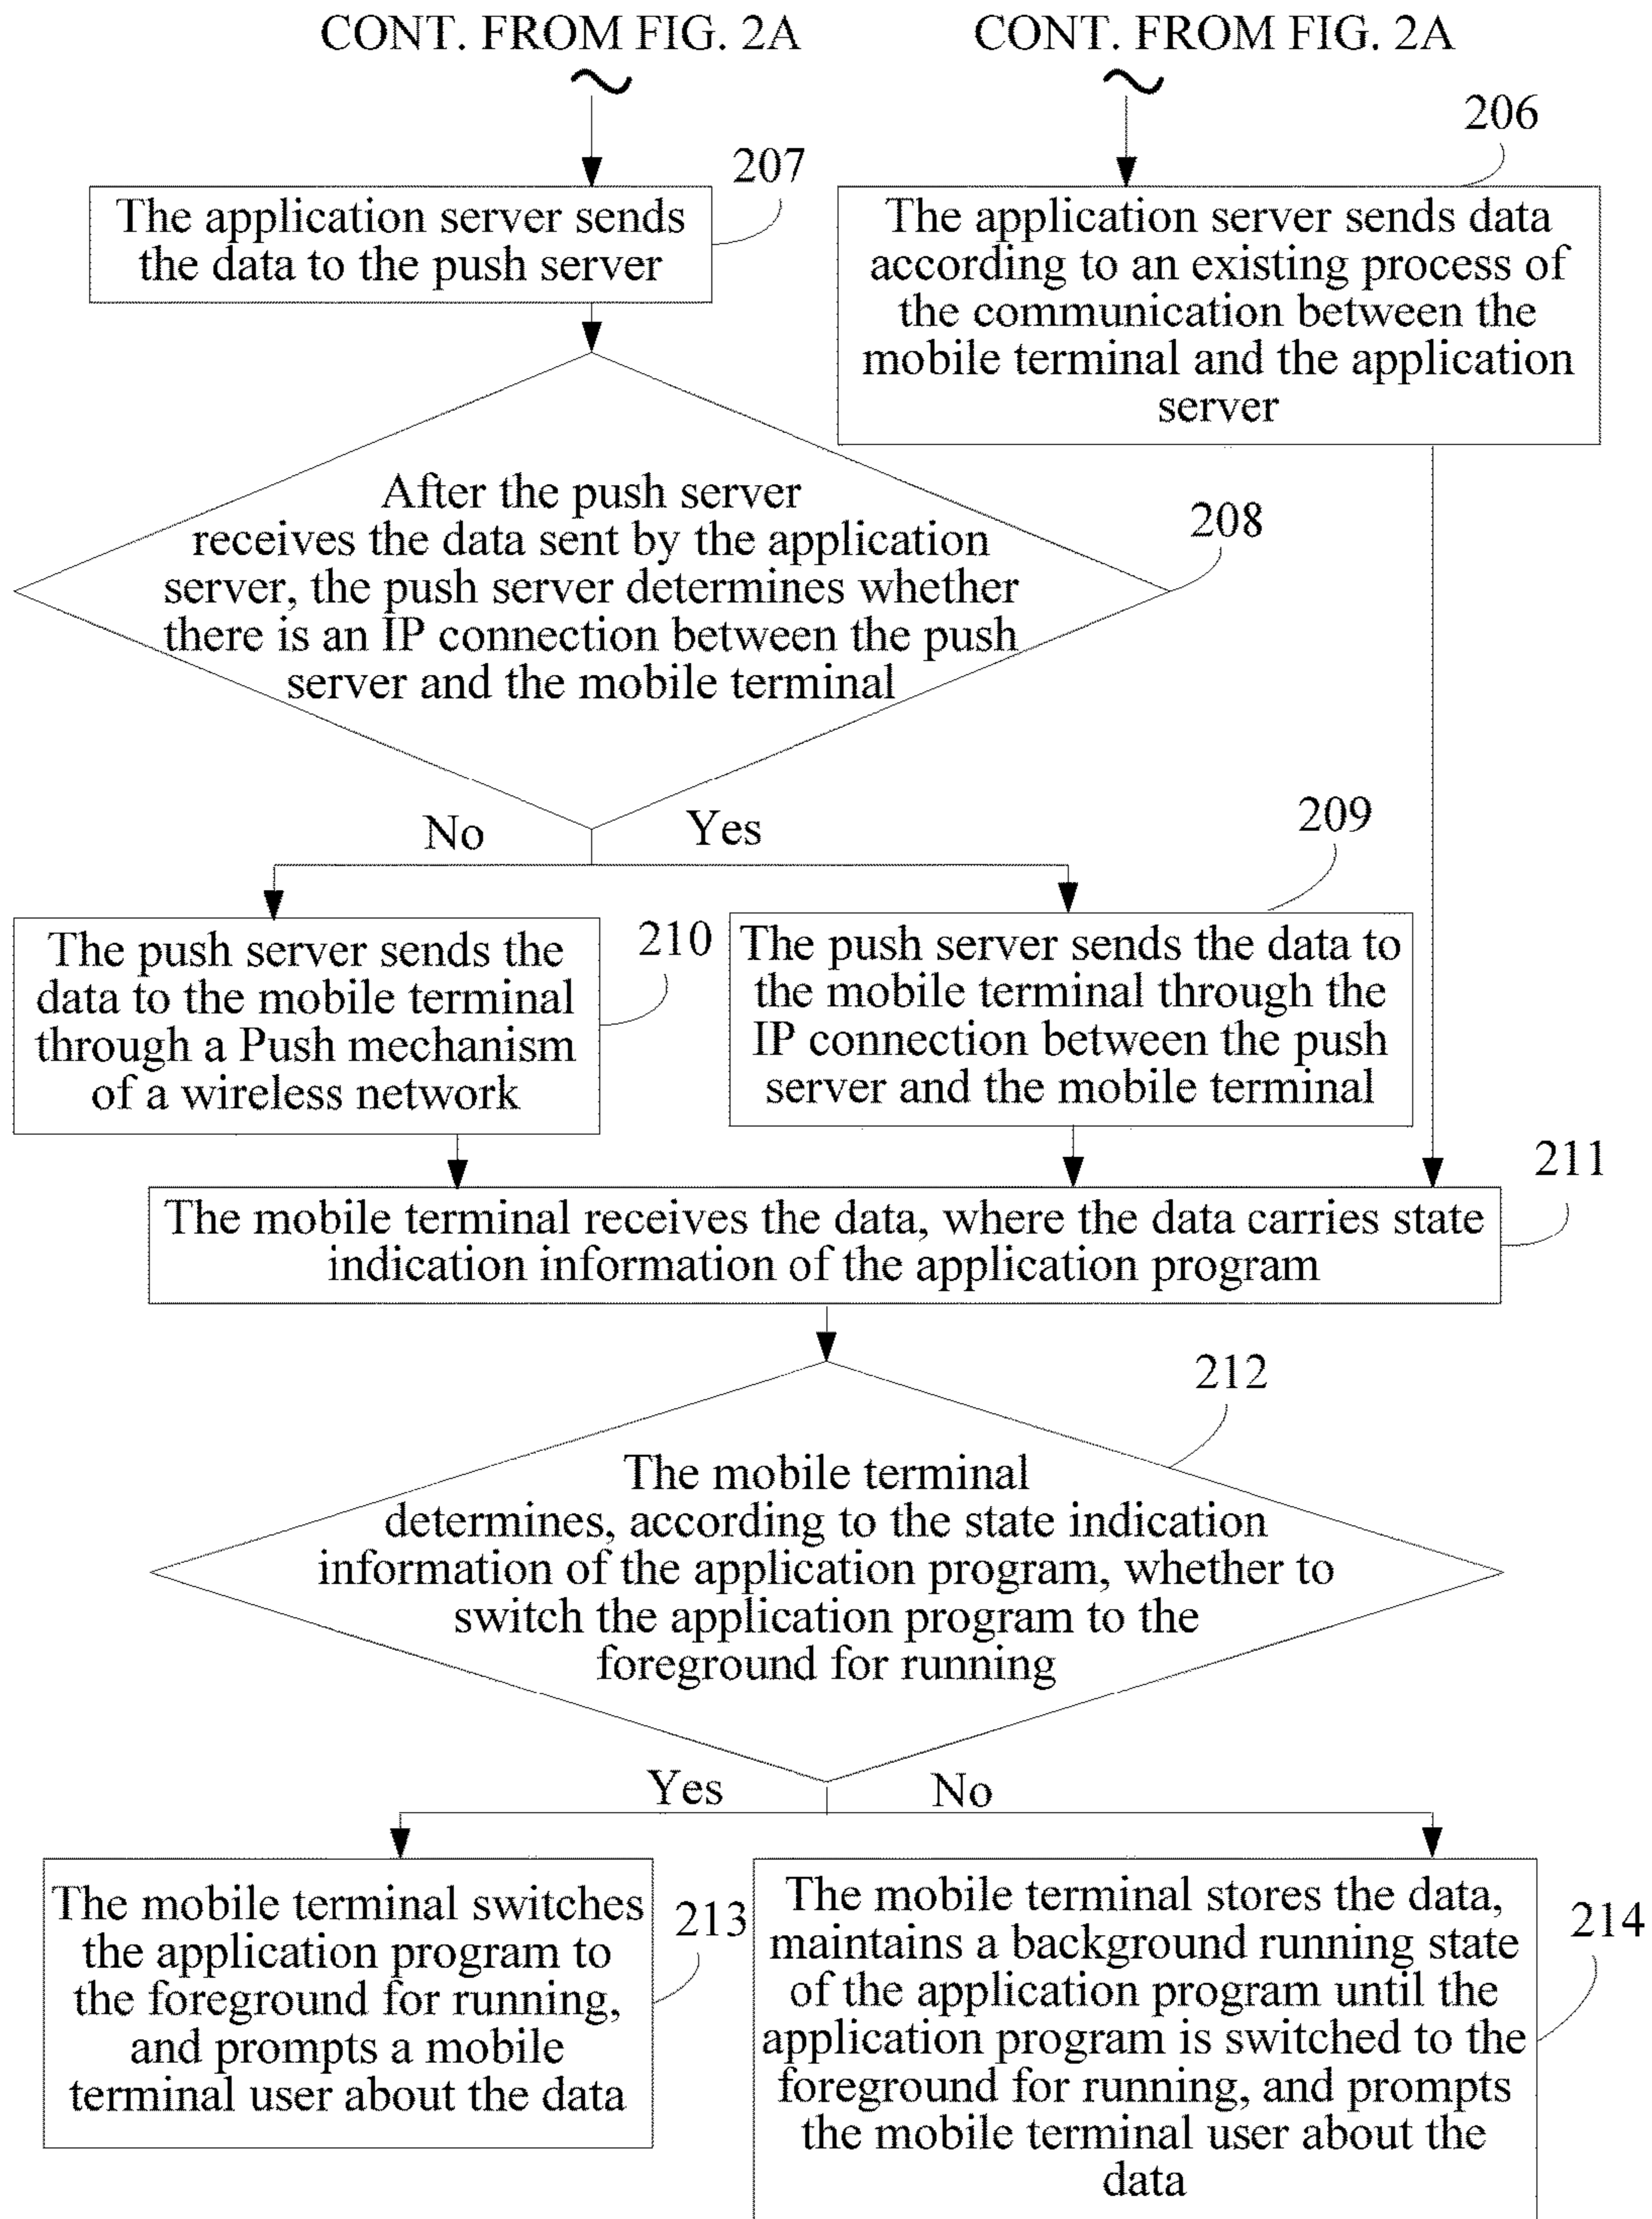 CONT. FROM FIG. 2A
CONT. FROM FIG. 2A
206
207
The application server sends
the data to the push server
The application server sends data
according to an existing process of
the communication between the
mobile terminal and the application
server
After the push server
receives the data sent by the application
server, the push server determines whether
there is an IP connection between the push
server and the mobile terminal
208
No
Yes
209
The push server sends the
data to the mobile terminal
through a Push mechanism
of a wireless network
210
The push server sends the data to
the mobile terminal through the
IP connection between the push
server and the mobile terminal
211
The mobile terminal receives the data, where the data carries state
indication information of the application program
212
The mobile terminal
determines, according to the state indication
information of the application program, whether to
switch the application program to the
foreground for running
Yes
No
The mobile terminal switches
the application program to
the foreground for running,
and prompts a mobile
terminal user about the data
213
The mobile terminal stores the data,
maintains a background running state
of the application program until the
application program is switched to the
foreground for running, and prompts
the mobile terminal user about the
data
214